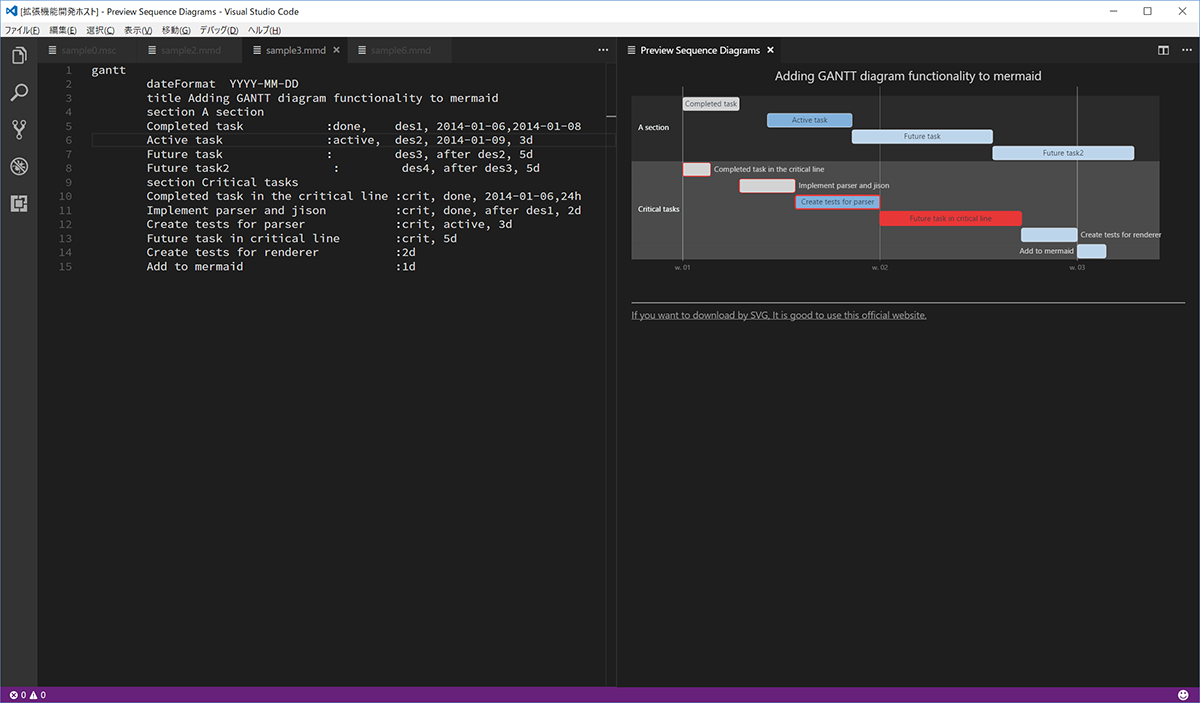 [拡張機能開発ホスト] - Preview Sequence Diagrams - Visual Studio Code
ファイル(F) 編集(E) 選択(C) 表示(V) 移動(G) デバッグ(D) ヘルプ(H)
sample0.msc sample2.mmd sample3.mmd sample6.mmd
1 gantt
2 dateFormat  YYYY-MM-DD
3 title Adding GANTT diagram functionality to mermaid
4 section A section
5 Completed task            :done,    des1, 2014-01-06,2014-01-08
6 Active task               :active,  des2, 2014-01-09, 3d
7 Future task               :         des3, after des2, 5d
8 Future task2               :         des4, after des3, 5d
9 section Critical tasks
10 Completed task in the critical line :crit, done, 2014-01-06,24h
11 Implement parser and jison          :crit, done, after des1, 2d
12 Create tests for parser             :crit, active, 3d
13 Future task in critical line        :crit, 5d
14 Create tests for renderer           :2d
15 Add to mermaid                      :1d
Preview Sequence Diagrams
Adding GANTT diagram functionality to mermaid
Completed task
Active task
A section
Future task
Future task2
Completed task in the critical line
Implement parser and jison
Create tests for parser
Critical tasks
Future task in critical line
Create tests for renderer
Add to mermaid
w. 01 w. 02 w. 03
If you want to download by SVG, It is good to use this official website.
0 0